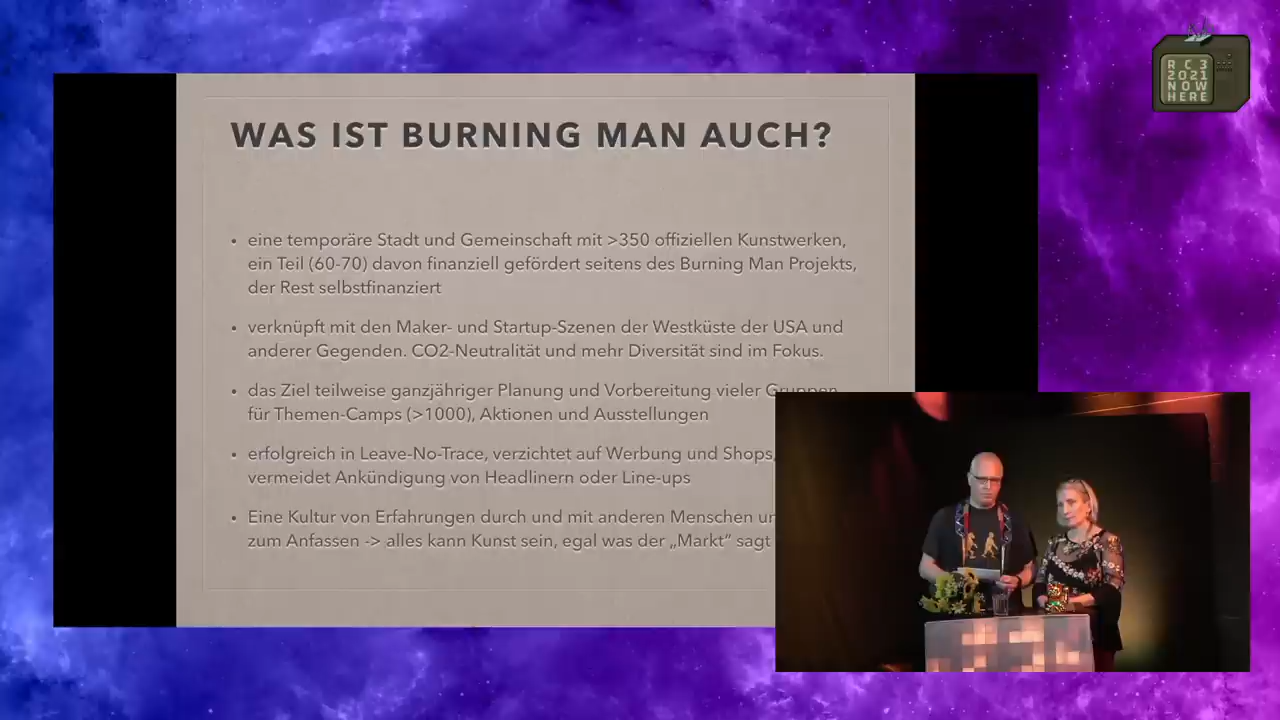 RC3
2021
NOW
HERE
WAS IST BURNING MAN AUCH?
• eine temporäre Stadt und Gemeinschaft mit >350 offiziellen Kunstwerken,
ein Teil (60-70) davon finanziell gefördert seitens des Burning Man Projekts,
der Rest selbstfinanziert
• verknüpft mit den Maker- und Startup-Szenen der Westküste der USA und
anderer Gegenden. CO2-Neutralität und mehr Diversität sind im Fokus.
• das Ziel teilweise ganzjähriger Planung und Vorbereitung vieler Gruppen
für Themen-Camps (>1000), Aktionen und Ausstellungen
• erfolgreich in Leave-No-Trace, verzichtet auf Werbung und Shops,
vermeidet Ankündigung von Headlinern oder Line-ups
• Eine Kultur von Erfahrungen durch und mit anderen Menschen
zum Anfassen -> alles kann Kunst sein, egal was der „Markt“ sagt